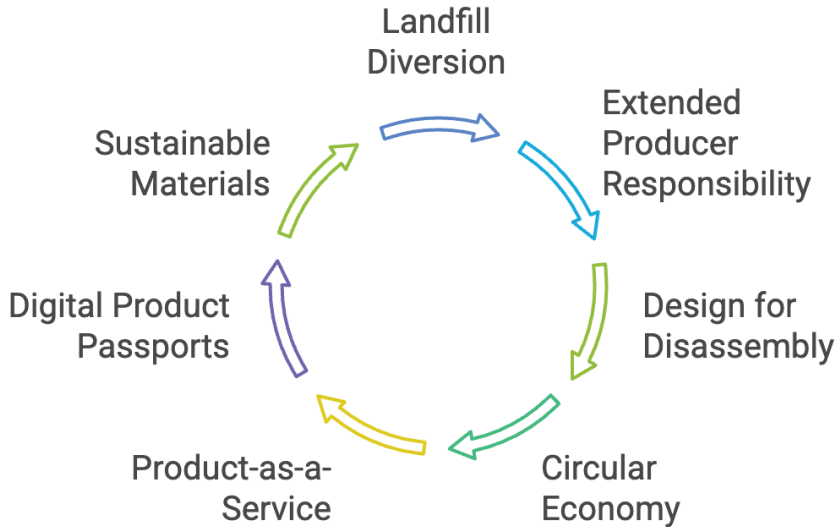 Landfill
Diversion
Extended
Producer
Responsibility
Design for
Disassembly
Circular
Economy
Product-as-a-
Service
Digital Product
Passports
Sustainable
Materials